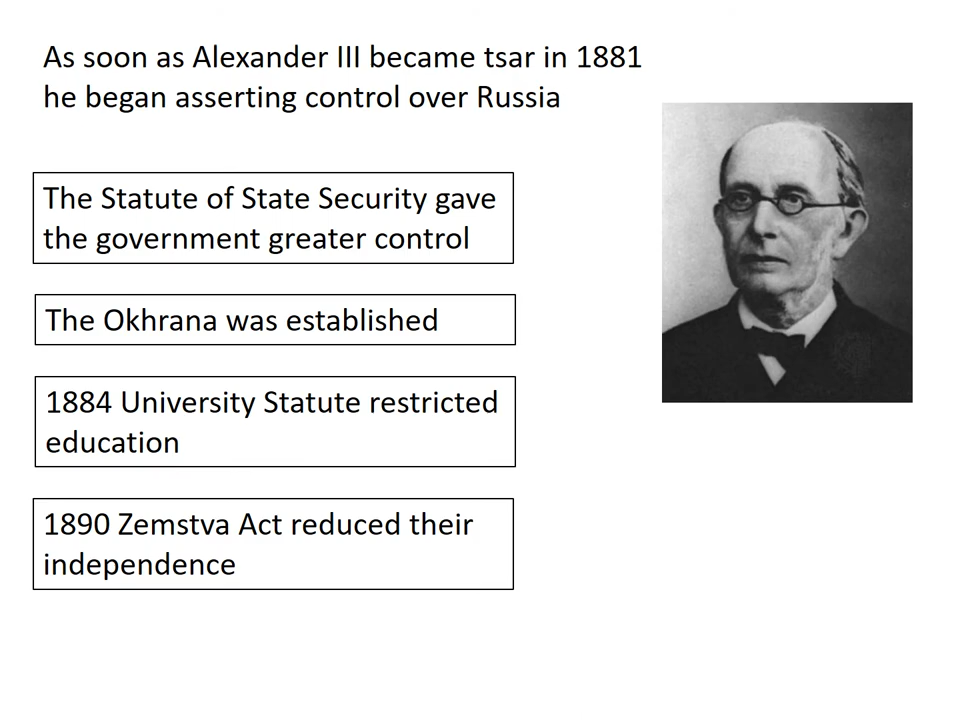 As soon as Alexander III became tsar in 1881
he began asserting control over Russia
The Statute of State Security gave
the government greater control
The Okhrana was established
1884 University Statute restricted
education
1890 Zemstva Act reduced their
independence